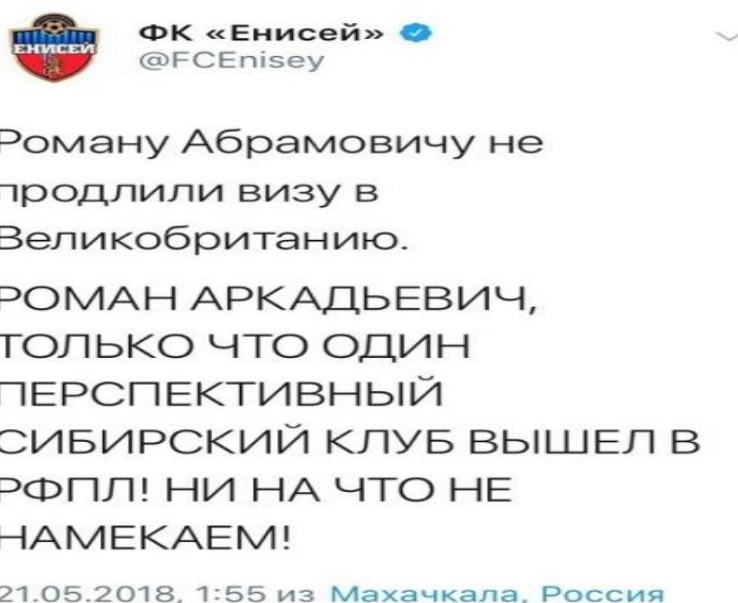 ЕНИСЕЙ
ФК «Енисей»
@FCEnisey
Роману Абрамовичу не
продлили визу в
Великобританию.
РОМАН АРКАДЬЕВИЧ,
ТОЛЬКО ЧТО ОДИН
ПЕРСПЕКТИВНЫЙ
СИБИРСКИЙ КЛУБ ВЫШЕЛ В
РФПЛ! НИ НА ЧТО НЕ
НАМЕКАЕМ!
21.05.2018, 1:55 из Махачкала, Россия